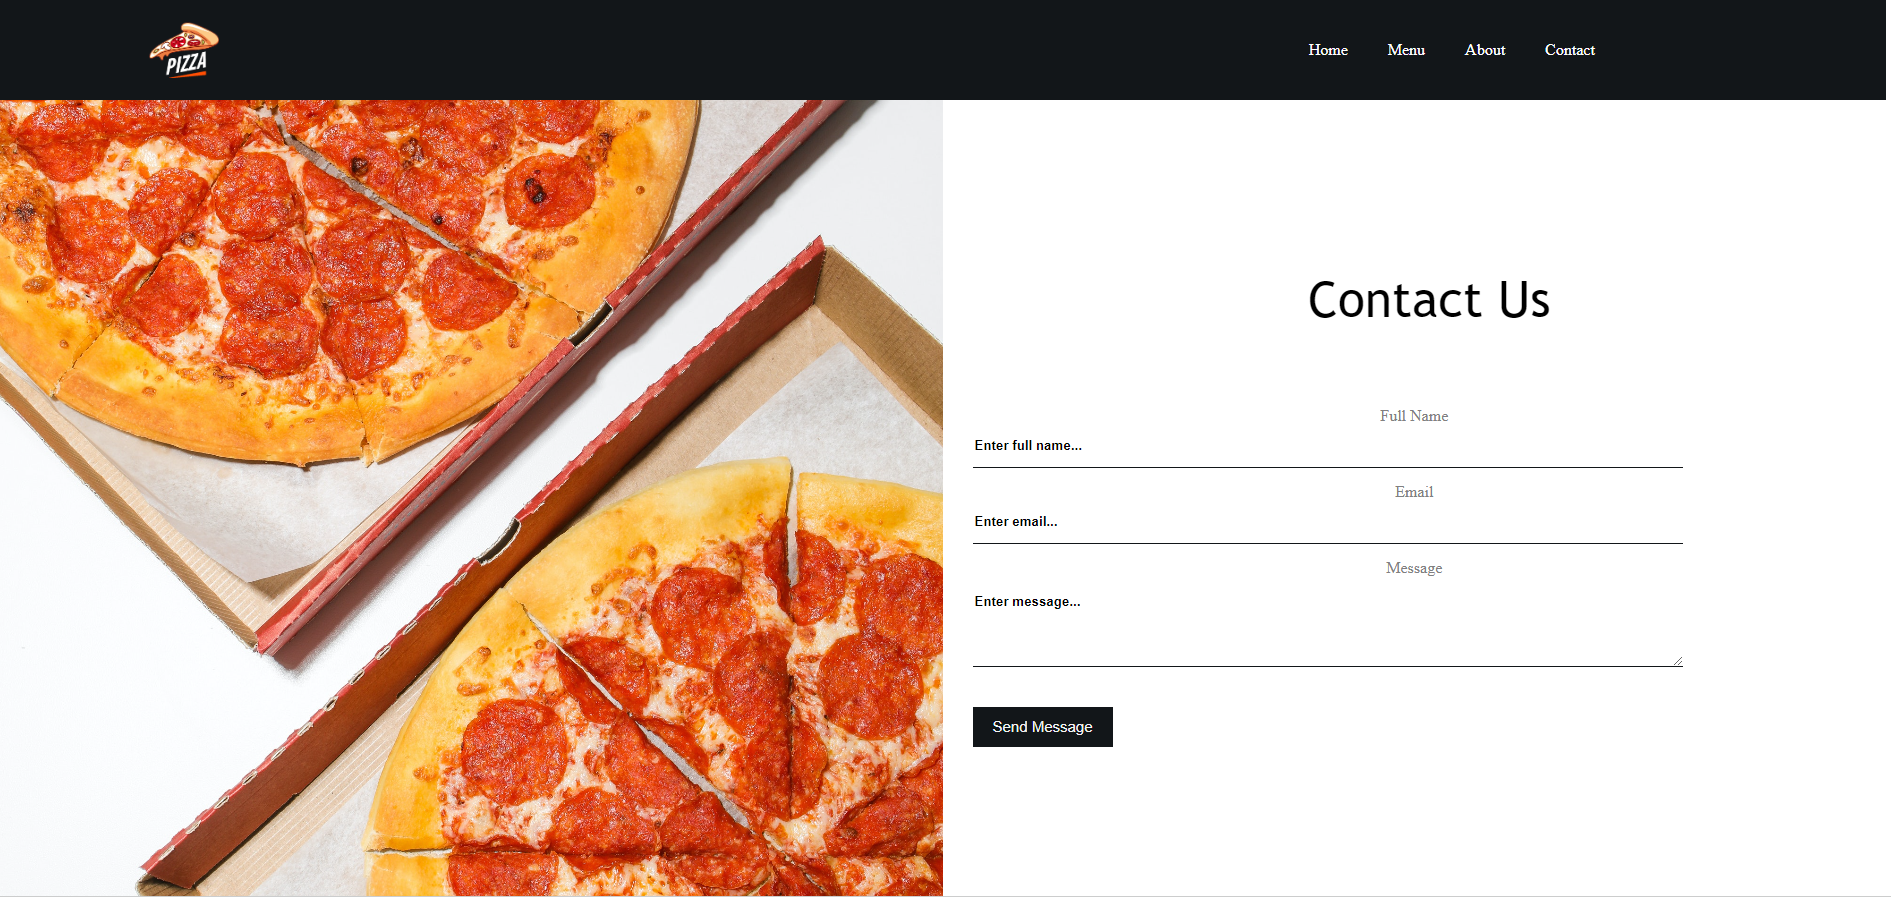 PIZZA
Home Menu About Contact
Contact Us
Full Name
Enter full name...
Email
Enter email...
Message
Enter message...
Send Message